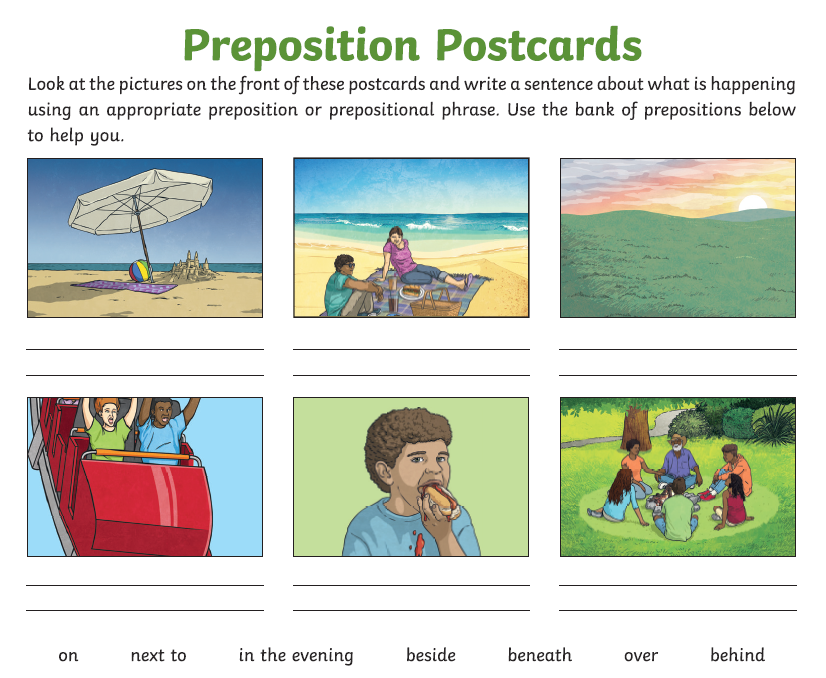 Preposition Postcards
Look at the pictures on the front of these postcards and write a sentence about what is happening
using an appropriate preposition or prepositional phrase. Use the bank of prepositions below
to help you.
on next to in the evening beside beneath over behind